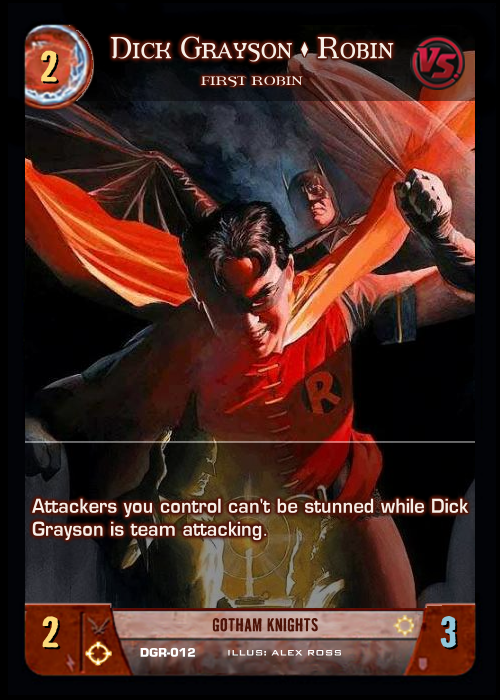 2
Dick Grayson ♦ Robin
VS
FIRST ROBIN
R
Attackers you control can't be stunned while Dick
Grayson is team attacking.
2
GOTHAM KNIGHTS
3
DGR-012 ILLUS: ALEX ROSS